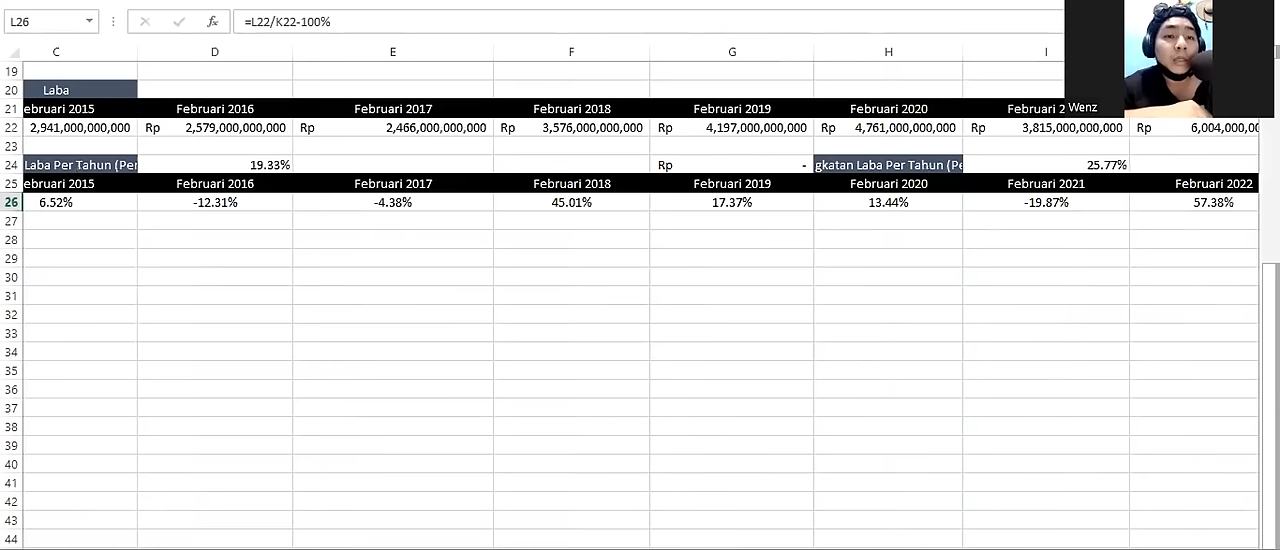 L26 fx =L22/K22-100%
C D E F G H I
19
20 Laba
21 ebruari 2015 Februari 2016 Februari 2017 Februari 2018 Februari 2019 Februari 2020 Februari 2 Wenz
22 2,941,000,000,000 Rp 2,579,000,000,000 Rp 2,466,000,000,000 Rp 3,576,000,000,000 Rp 4,197,000,000,000 Rp 4,761,000,000,000 Rp 3,815,000,000,000 Rp 6,004,000,00
23
24 Laba Per Tahun (Per 19.33% Rp - gkatan Laba Per Tahun (Pe 25.77%
25 ebruari 2015 Februari 2016 Februari 2017 Februari 2018 Februari 2019 Februari 2020 Februari 2021 Februari 2022
26 6.52% -12.31% -4.38% 45.01% 17.37% 13.44% -19.87% 57.38%
27
28
29
30
31
32
33
34
35
36
37
38
39
40
41
42
43
44